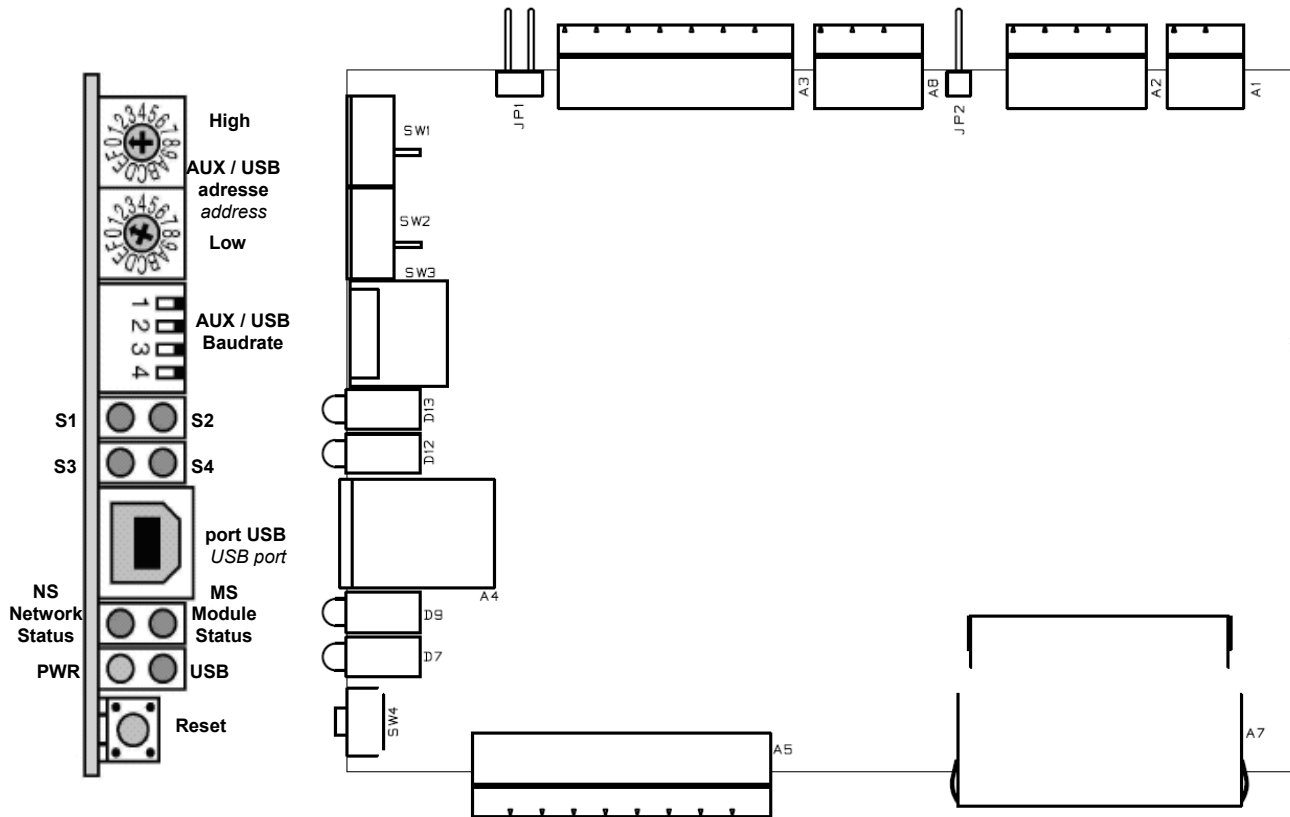 High
AUX / USB
adresse
address
Low
0123456789ABCDEF
0123456789ABCDEF
AUX / USB
Baudrate
1
2
3
4
S1
S2
S3
S4
port USB
USB port
NS
Network
Status
MS
Module
Status
PWR
USB
Reset
JP1
A3
A8
JP2
A2
A1
SW1
SW2
SW3
D13
D12
A4
D9
D7
SW4
A5
A7